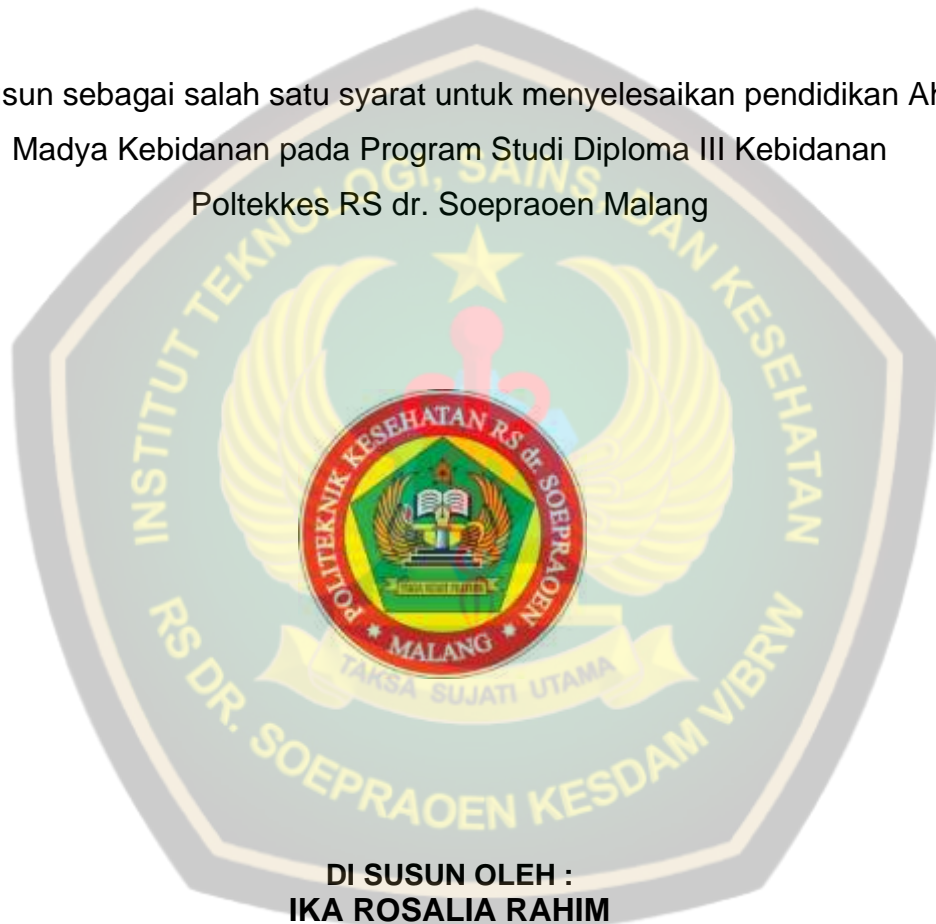 sun sebagai salah satu syarat untuk menyelesaikan pendidikan Ah
Madya Kebidanan pada Program Studi Diploma III Kebidanan
Poltekkes RS dr. Soepraoen Malang
INSTITUT TEKNOLOGI, SAINS, DAN KESEHATAN
POLITEKNIK KESEHATAN RS dr. SOEPRAOEN
* MALANG *
TAKSA SUJATI UTAMA
RS DR. SOEPRAOEN KESDAM V/BRW
DI SUSUN OLEH :
IKA ROSALIA RAHIM